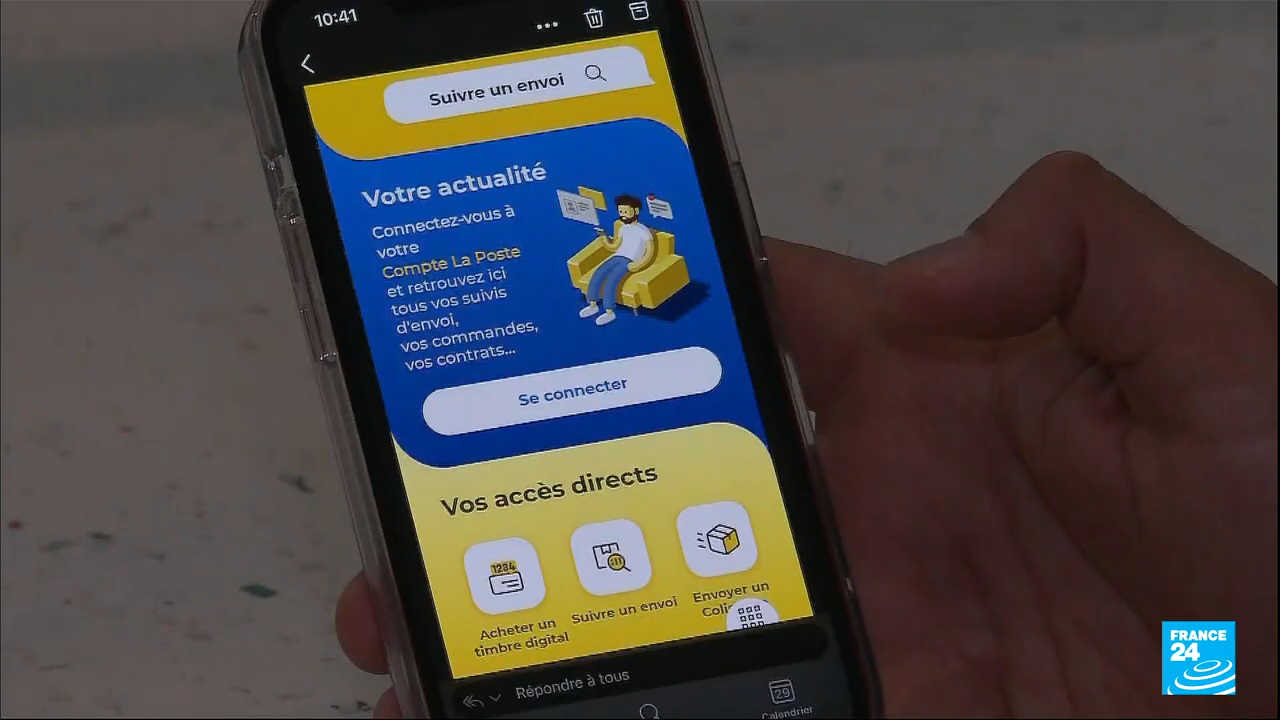 10:41
Suivre un envoi
Votre actualité
Connectez-vous à
votre
Compte La Poste
et retrouvez ici
tous vos suivis
d'envoi,
vos commandes,
vos contrats...
Se connecter
Vos accès directs
1234
Acheter un
timbre digital
Suivre un envoi
Envoyer un
Coli
Répondre à tous
29
Calendrier
FRANCE
24